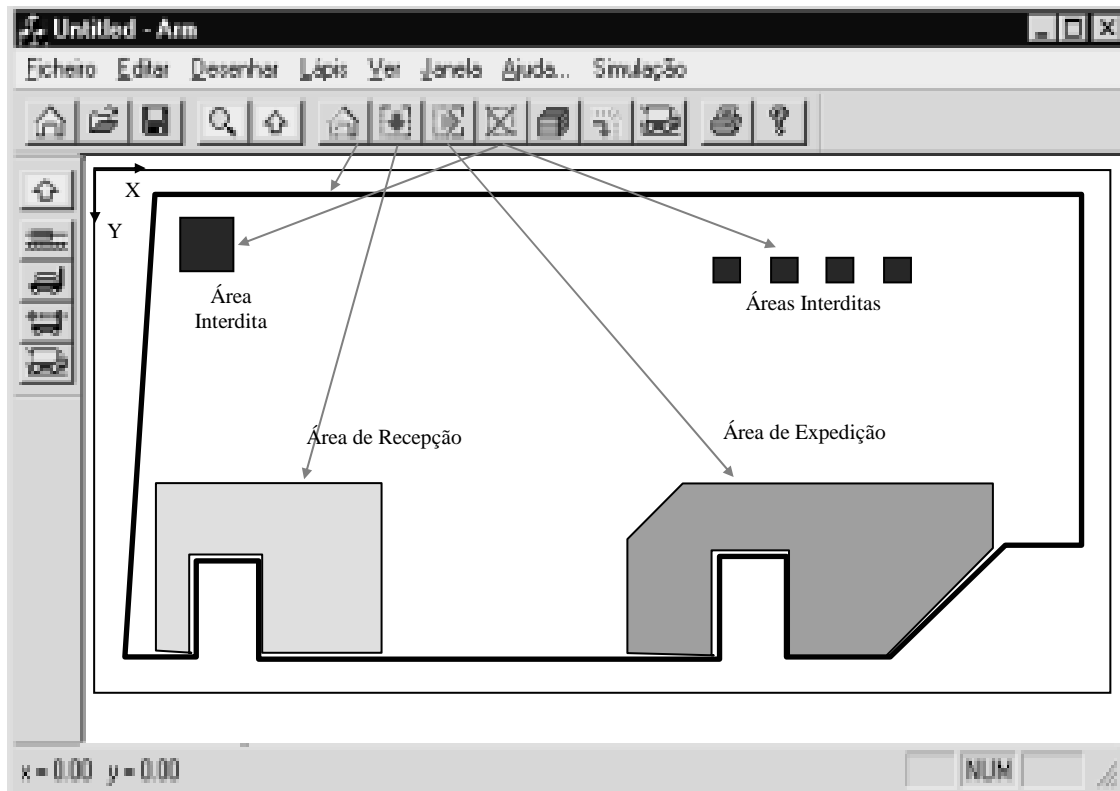 Untitled - Arm
Ficheiro Editar Desenhar Lápis Ver Janela Ajuda... Simulação
X
Y
Área
Interdita
Áreas Interditas
Área de Recepção
Área de Expedição
x = 0.00 y = 0.00
NUM